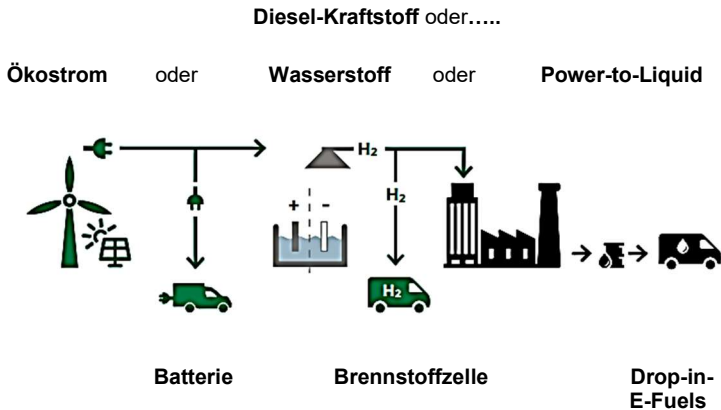 Diesel-Kraftstoff oder…..
Ökostrom oder Wasserstoff oder Power-to-Liquid
H₂
H₂
+ -
H₂
Batterie Brennstoffzelle Drop-in-
E-Fuels